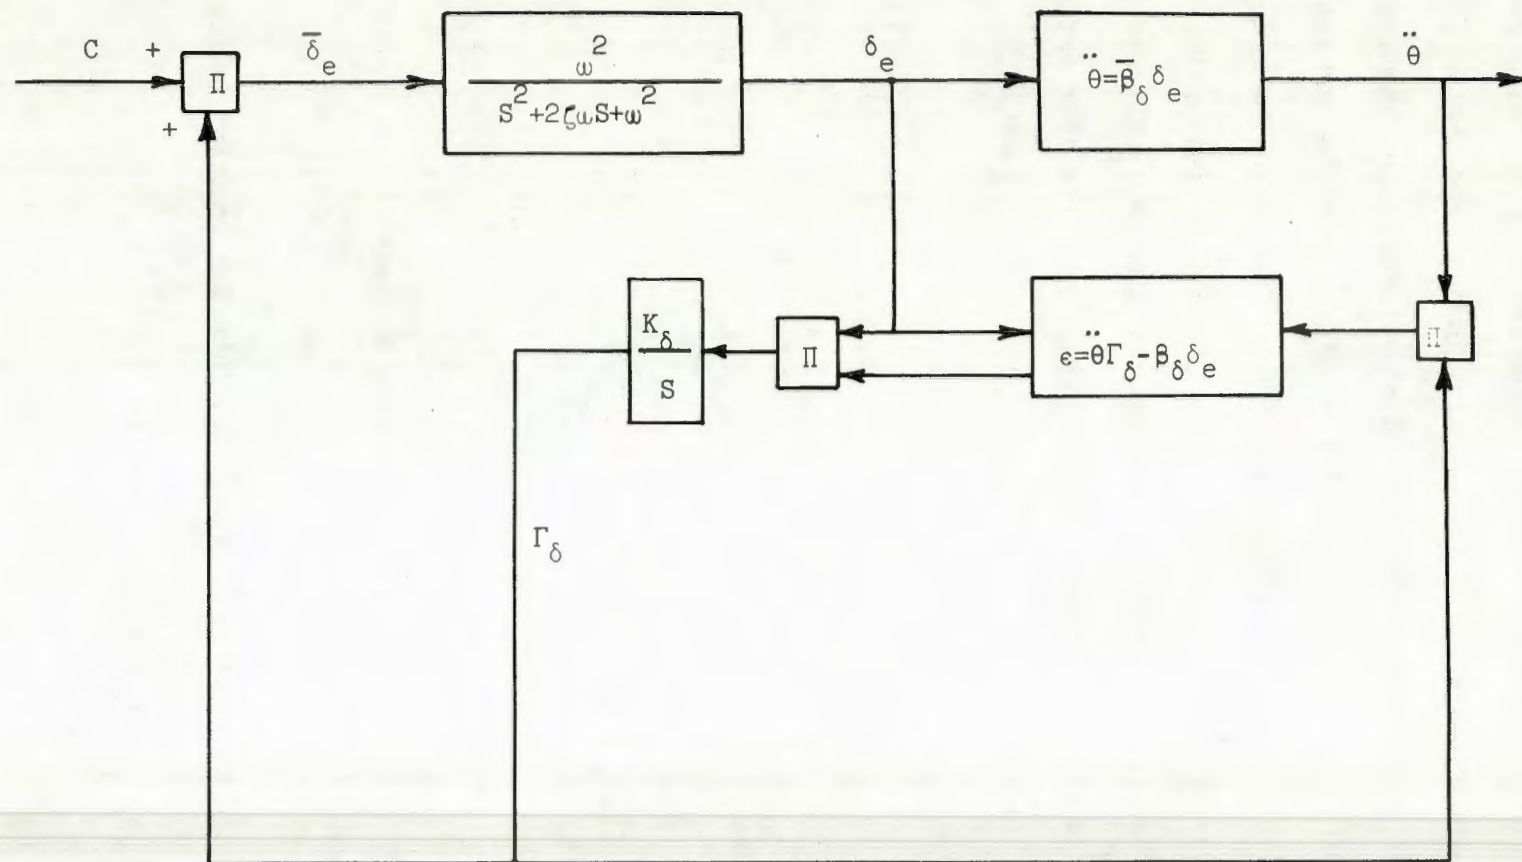 C + Π + δ̅e
ω²
S²+2ζωS+ω²
δe
θ̈=β̅δδe
θ̈
Kδ
S
Π
ϵ=θ̈Γδ-βδδe
Π
Γδ